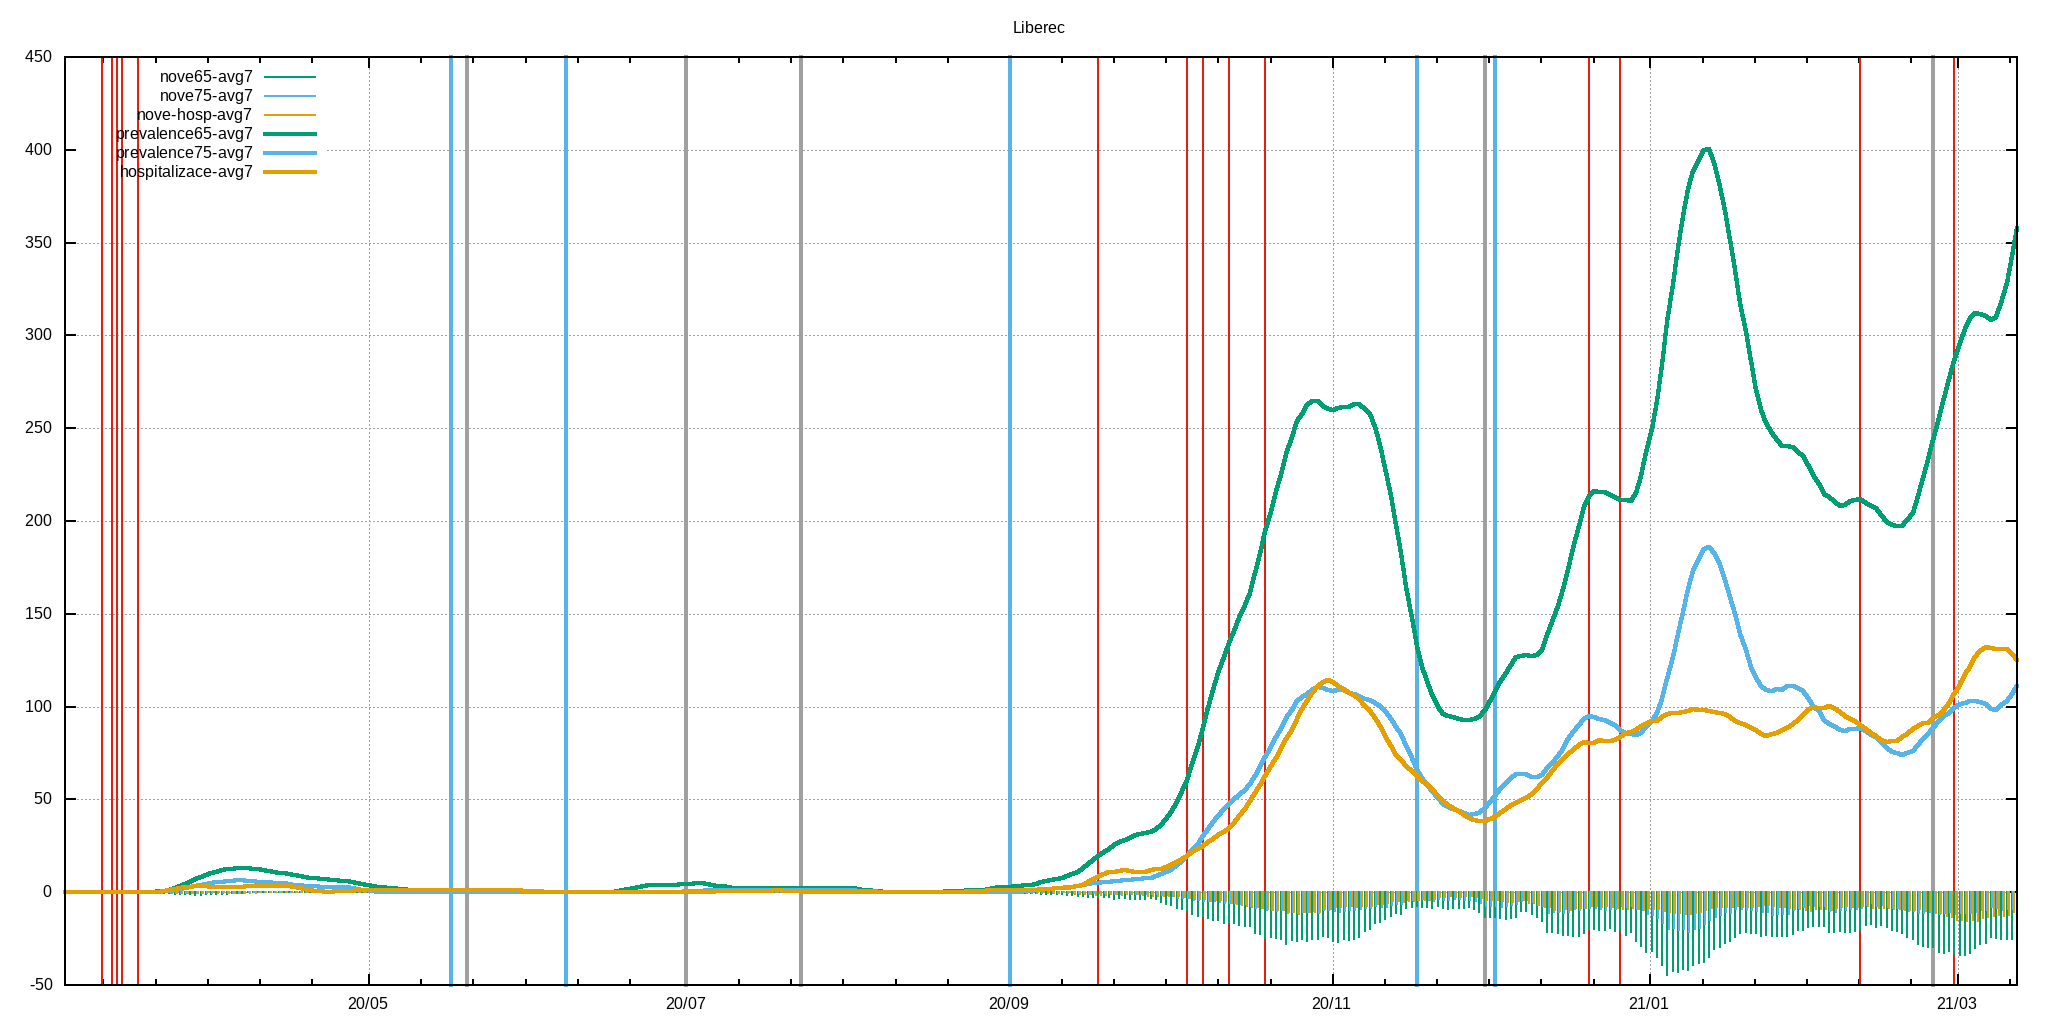 Liberec
450
400
350
300
250
200
150
100
50
0
-50
nove65-avg7
nove75-avg7
nove-hosp-avg7
prevalence65-avg7
prevalence75-avg7
hospitalizace-avg7
20/05
20/07
20/09
20/11
21/01
21/03